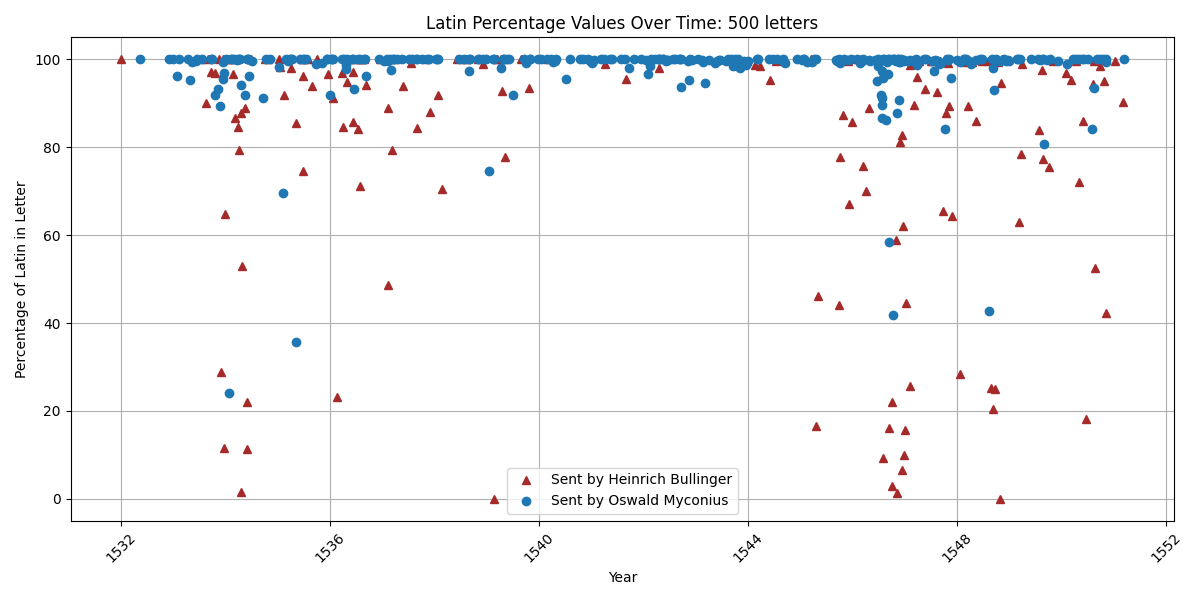 Latin Percentage Values Over Time: 500 letters
Percentage of Latin in Letter
100
80
60
40
20
0
Sent by Heinrich Bullinger
Sent by Oswald Myconius
1532
1536
1540
1544
1548
1552
Year